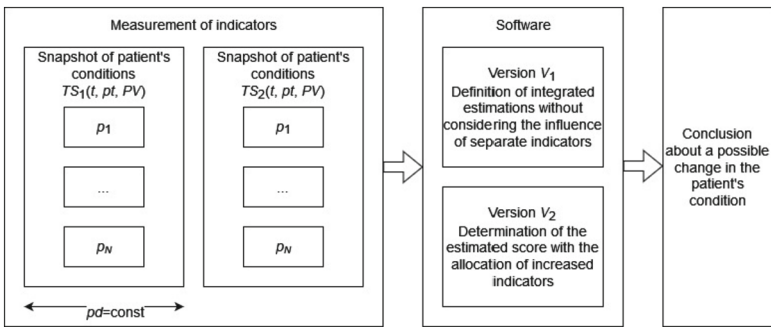 Measurement of indicators
Snapshot of patient's
conditions
TS1(t, pt, PV)
p1
...
pN
pd=const
Snapshot of patient's
conditions
TS2(t, pt, PV)
p1
...
pN
Software
Version V1
Definition of integrated
estimations without
considering the influence
of separate indicators
Version V2
Determination of the
estimated score with the
allocation of increased
indicators
Conclusion
about a possible
change in the
patient's
condition